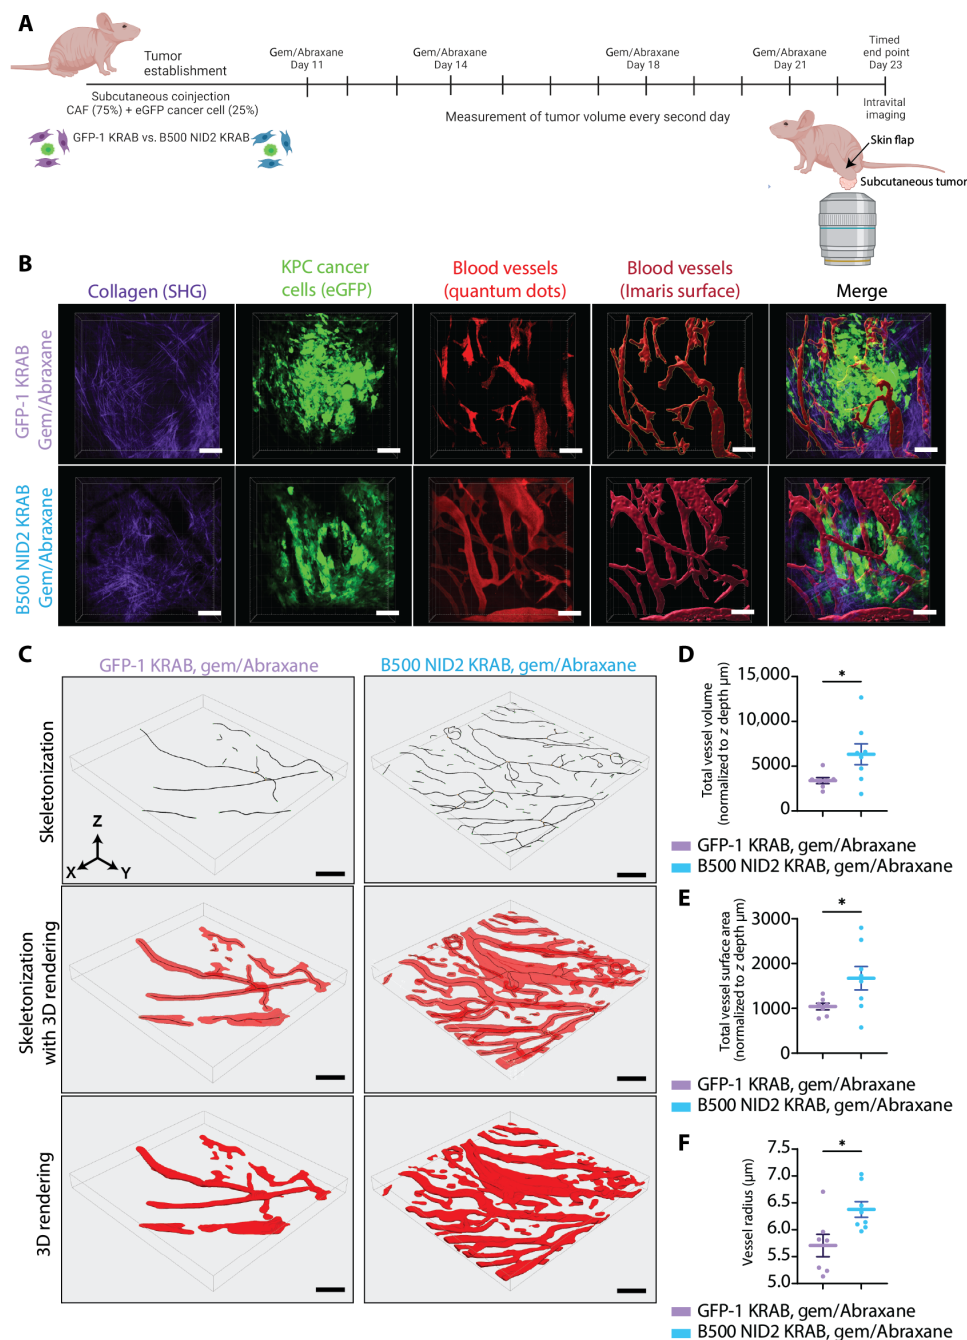 A
Tumor
establishment
Gem/Abraxane
Day 11
Gem/Abraxane
Day 14
Gem/Abraxane
Day 18
Gem/Abraxane
Day 21
Timed
end point
Day 23
Subcutaneous coinjection
CAF (75%) + eGFP cancer cell (25%)
GFP-1 KRAB vs. B500 NID2 KRAB
Measurement of tumor volume every second day
Intravital
imaging
Skin flap
Subcutaneous tumor
B
Collagen (SHG)
KPC cancer
cells (eGFP)
Blood vessels
(quantum dots)
Blood vessels
(Imaris surface)
Merge
GFP-1 KRAB
Gem/Abraxane
B500 NID2 KRAB
Gem/Abraxane
C
GFP-1 KRAB, gem/Abraxane
B500 NID2 KRAB, gem/Abraxane
Skeletonization
Z
X
Y
Skeletonization
with 3D rendering
3D rendering
D
Total vessel volume
(normalized to z depth μm)
15,000
10,000
5000
0
*
GFP-1 KRAB, gem/Abraxane
B500 NID2 KRAB, gem/Abraxane
E
Total vessel surface area
(normalized to z depth μm)
3000
2000
1000
0
*
GFP-1 KRAB, gem/Abraxane
B500 NID2 KRAB, gem/Abraxane
F
Vessel radius (μm)
7.5
7.0
6.5
6.0
5.5
5.0
*
GFP-1 KRAB, gem/Abraxane
B500 NID2 KRAB, gem/Abraxane